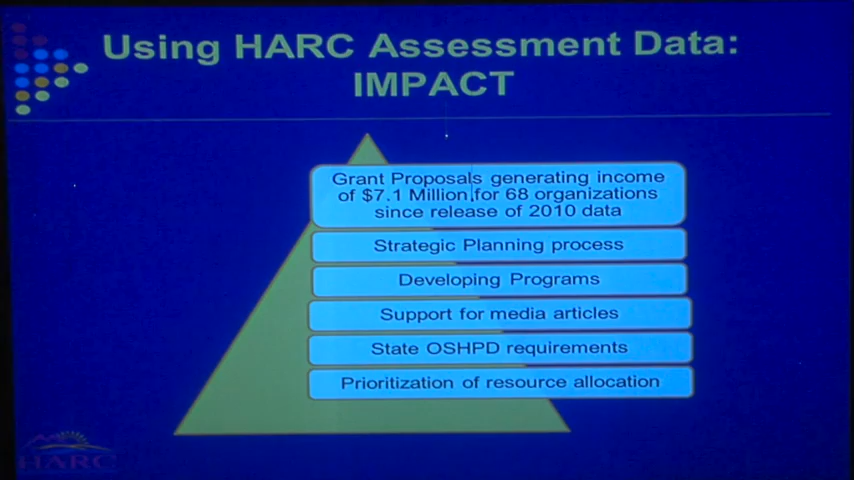 Using HARC Assessment Data:
IMPACT
Grant Proposals generating income
of $7.1 Million for 68 organizations
since release of 2010 data
Strategic Planning process
Developing Programs
Support for media articles
State OSHPD requirements
Prioritization of resource allocation
HARC